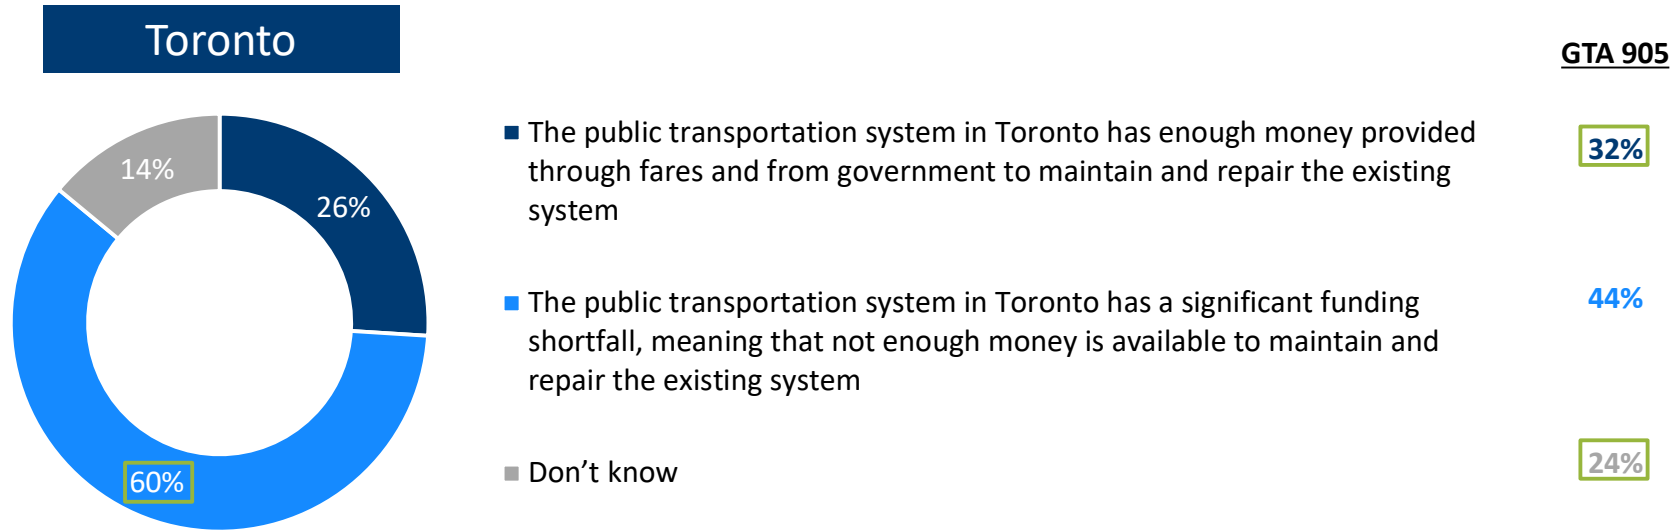 Toronto
GTA 905
14%
26%
60%
The public transportation system in Toronto has enough money provided
through fares and from government to maintain and repair the existing
system
32%
The public transportation system in Toronto has a significant funding
shortfall, meaning that not enough money is available to maintain and
repair the existing system
44%
Don’t know
24%